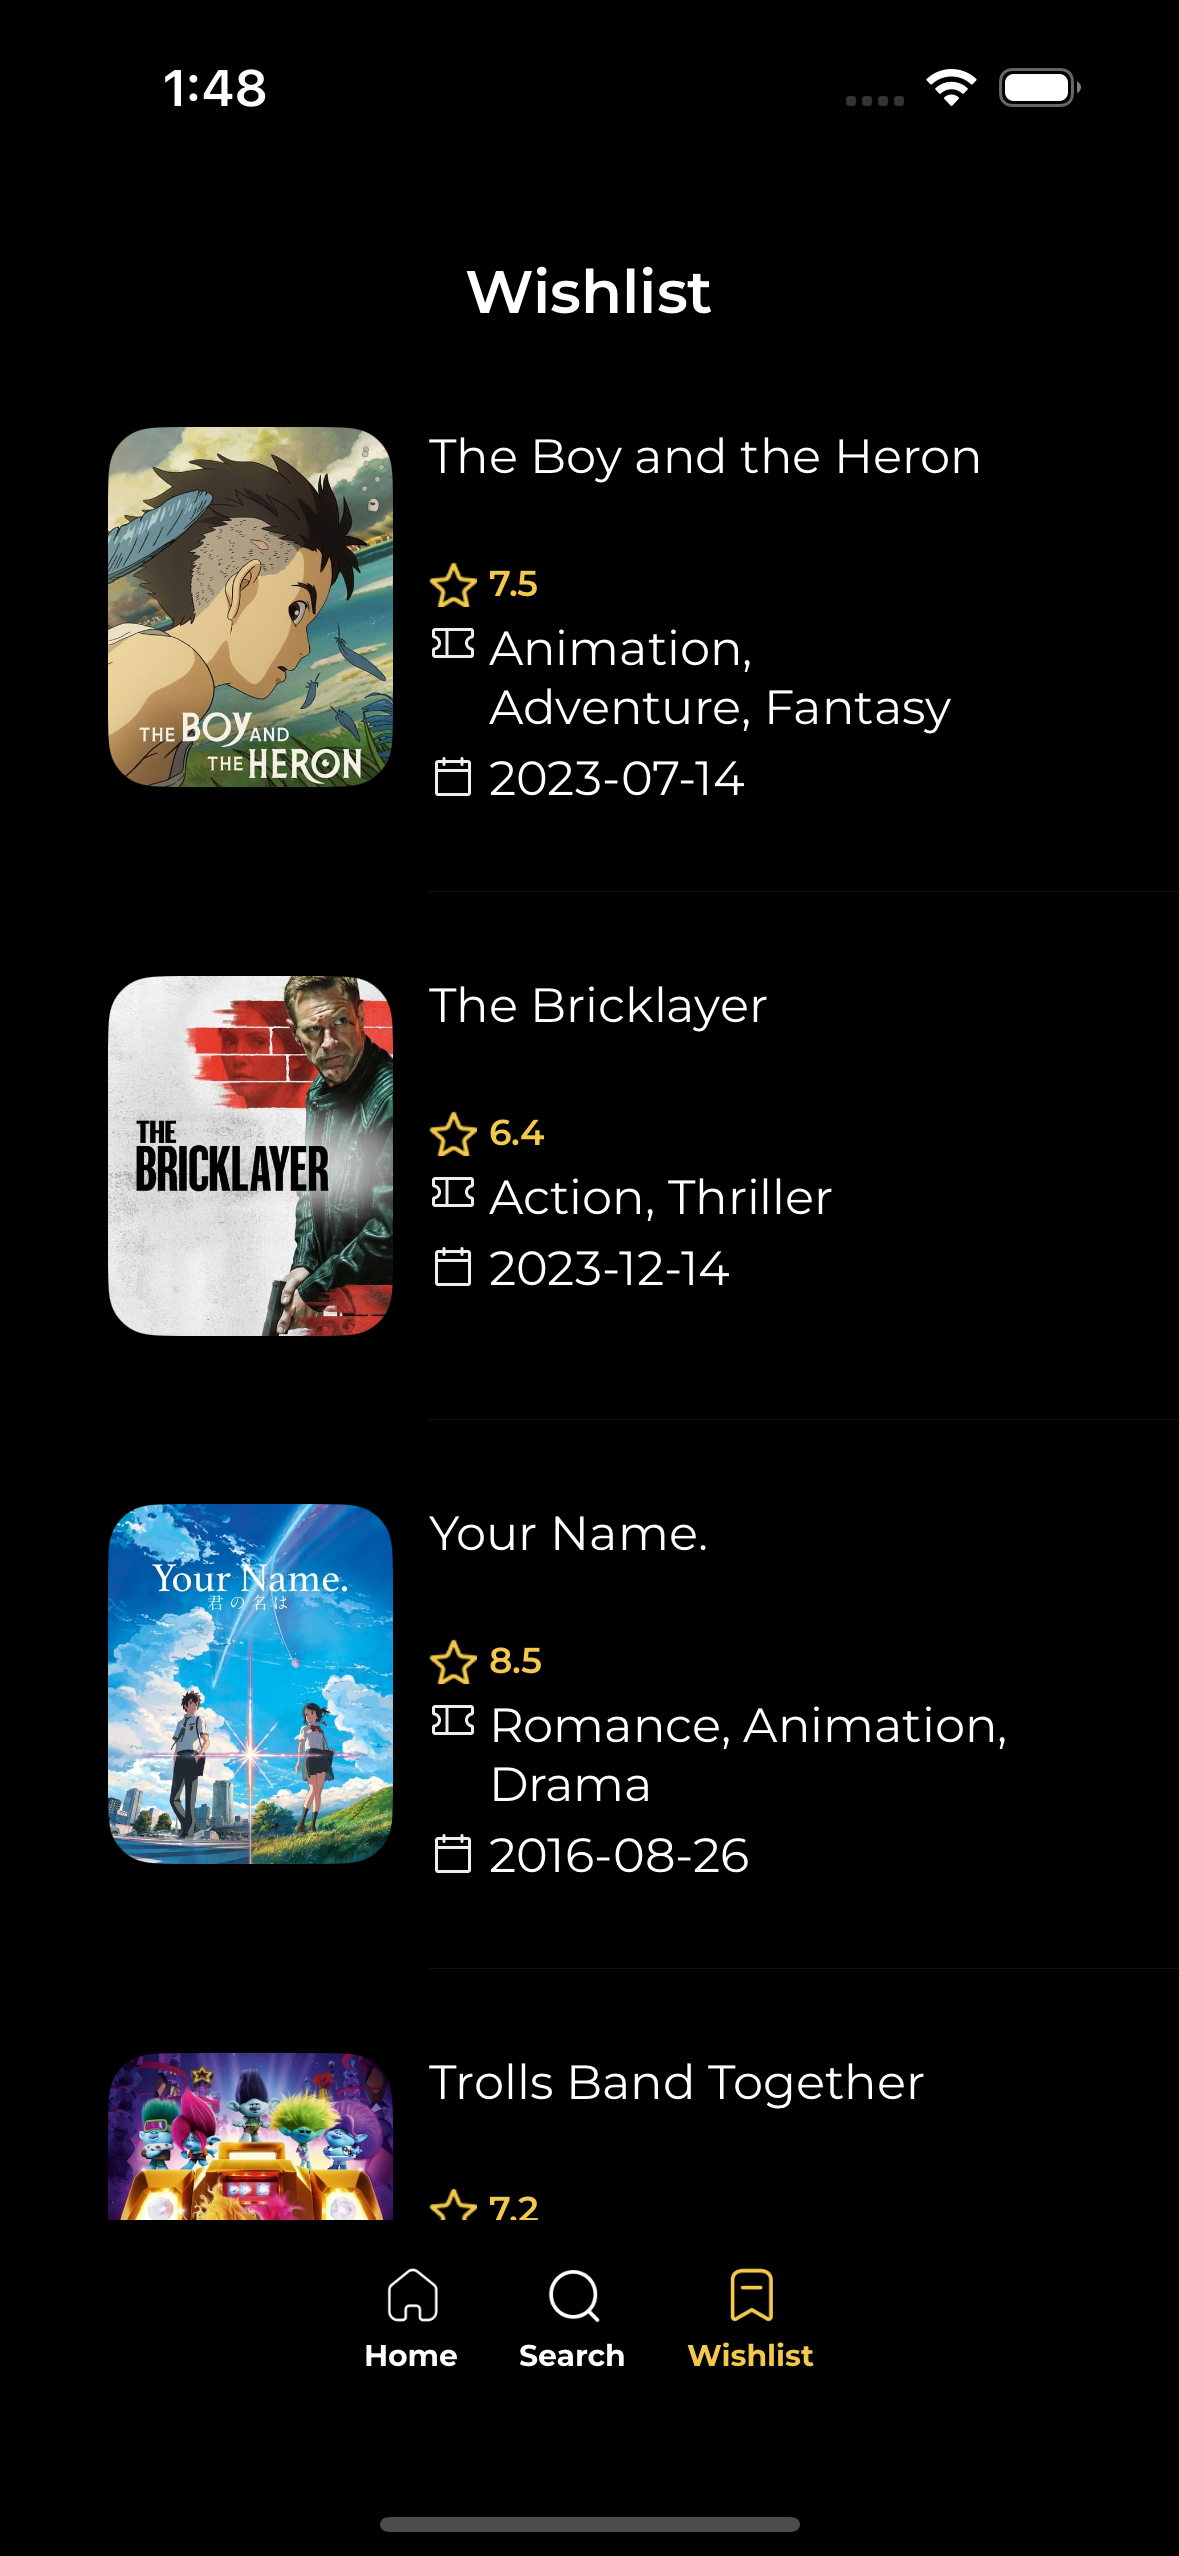 1:48
Wishlist
THE BOY AND
THE HERON
The Boy and the Heron
7.5
Animation,
Adventure, Fantasy
2023-07-14
THE
BRICKLAYER
The Bricklayer
6.4
Action, Thriller
2023-12-14
Your Name.
君の名は
Your Name.
8.5
Romance, Animation,
Drama
2016-08-26
Trolls Band Together
7.2
Home Search Wishlist